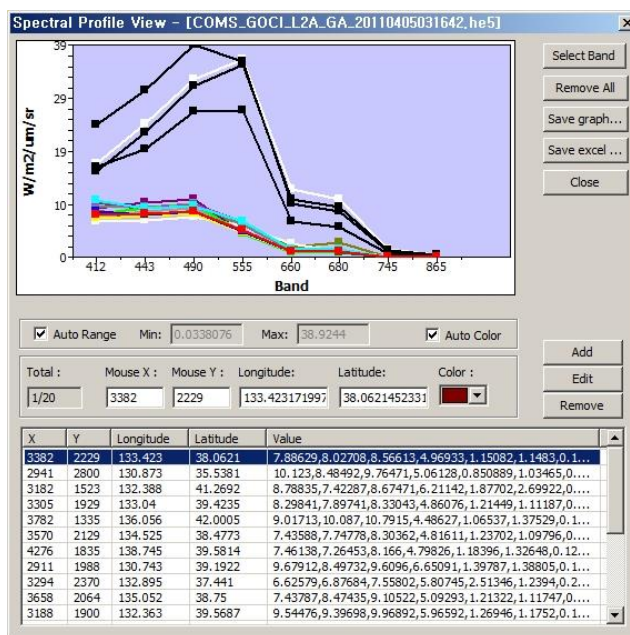 Spectral Profile View - [COMS_GOCI_L2A_GA_20110405031642.he5]
39
29
19
10
0
W/m2/um/sr
412 443 490 555 660 680 745 865
Band
Select Band
Remove All
Save graph...
Save excel ...
Close
Auto Range Min: 0.0338076 Max: 38.9244 Auto Color
Total : Mouse X : Mouse Y : Longitude: Latitude: Color :
1/20 3382 2229 133.423171997 38.0621452331
Add
Edit
Remove
X Y Longitude Latitude Value
3382 2229 133.423 38.0621 7.88629,8.02708,8.56613,4.96933,1.15082,1.1483,0.1...
2941 2800 130.873 35.5381 10.123,8.48492,9.76471,5.06128,0.850889,1.03465,0....
3182 1523 132.388 41.2692 8.78835,7.42287,8.67471,6.21142,1.87702,2.69922,0....
3305 1929 133.04 39.4235 8.29841,7.89741,8.33043,4.86076,1.21449,1.11187,0....
3782 1335 136.056 42.0005 9.01713,10.087,10.7915,4.48627,1.06537,1.37529,0.1...
3570 2129 134.525 38.4773 7.43588,7.74778,8.30362,4.81611,1.23702,1.09796,0....
4276 1835 138.745 39.5814 7.46138,7.26453,8.166,4.79826,1.18396,1.32648,0.12...
2911 1988 130.743 39.1922 9.67912,8.49732,9.6096,6.65091,1.39787,1.38805,0.1...
3294 2370 132.895 37.441 6.62579,6.87684,7.55802,5.80745,2.51346,1.2394,0.2...
3658 2064 135.052 38.75 7.43787,8.47435,9.10522,5.09293,1.21322,1.11747,0....
3188 1900 132.363 39.5687 9.54476,9.39698,9.96892,5.96592,1.26946,1.1752,0.1...